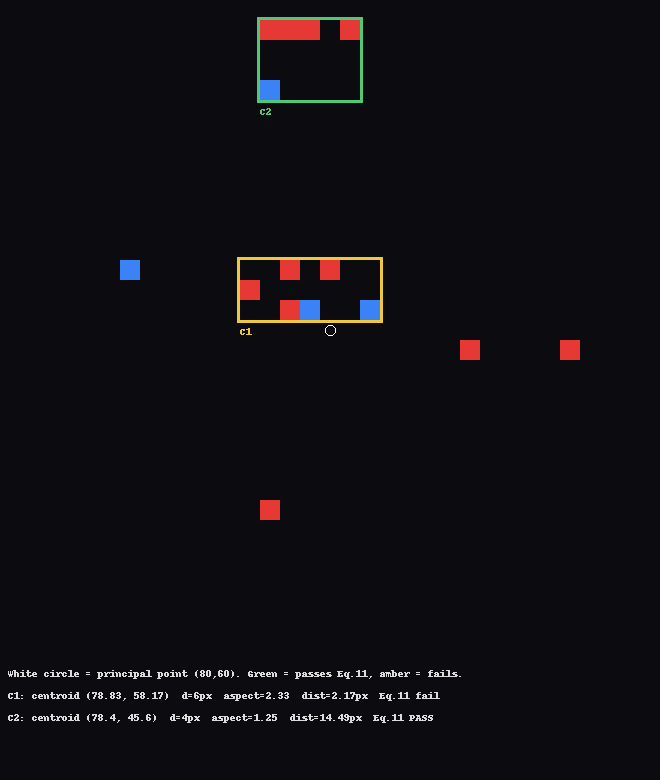 C2
C1
White circle = principal point (80,60). Green = passes Eq.11, amber = fails.
C1: centroid (78.83, 58.17)  d=6px  aspect=2.33  dist=2.17px  Eq.11 fail
C2: centroid (78.4, 45.6)  d=4px  aspect=1.25  dist=14.49px  Eq.11 PASS